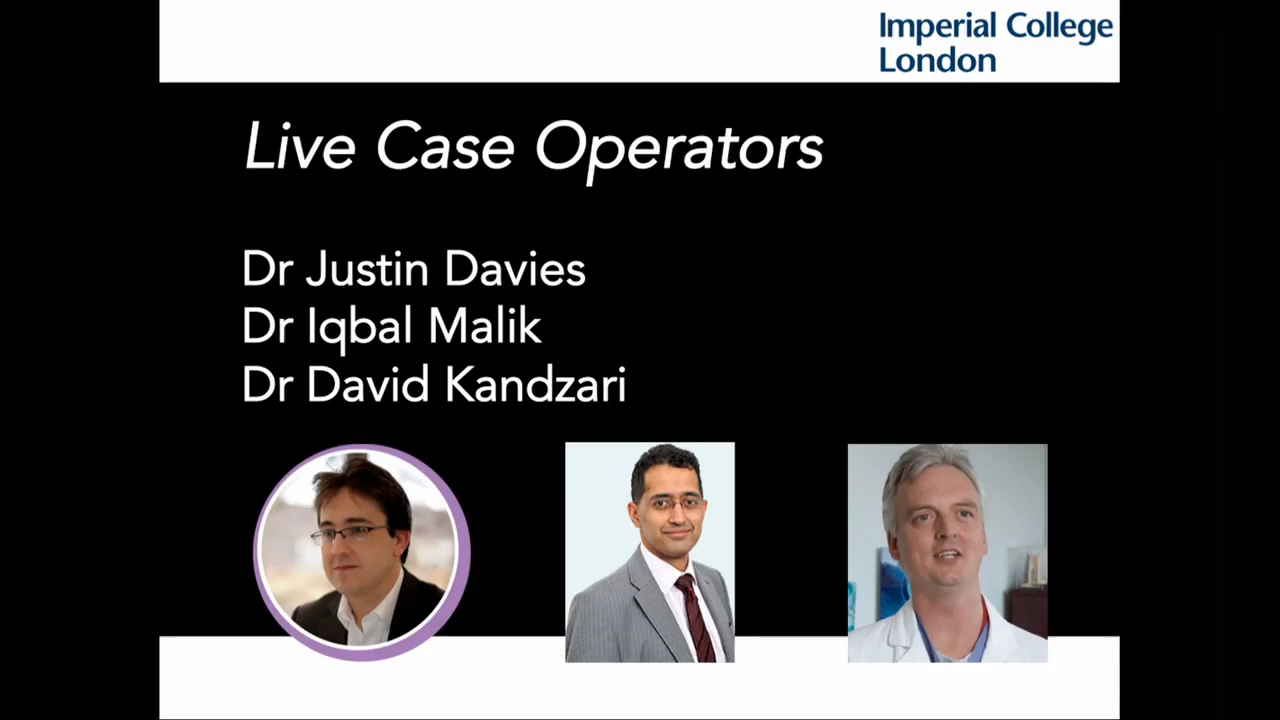 Imperial College
London
Live Case Operators
Dr Justin Davies
Dr Iqbal Malik
Dr David Kandzari